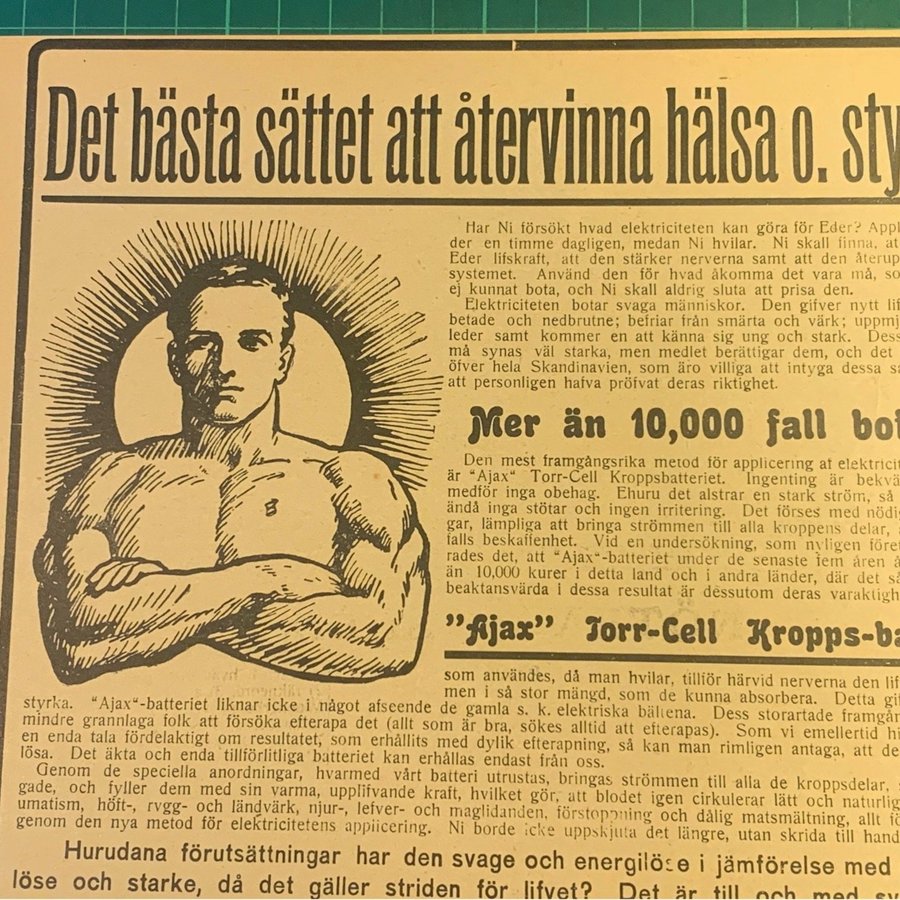 Det bästa sättet att återvinna hälsa o. sty
Har Ni försökt hvad elektriciteten kan göra för Eder? Appl
der en timme dagligen, medan Ni hvilar. Ni skall finna, at
Eder lifskraft, att den stärker nerverna samt att den återup
systemet. Använd den för hvad åkomma det vara må, so
ej kunnat bota, och Ni skall aldrig sluta att prisa den.
Elektriciteten botar svaga människor. Den gifver nytt lif
betade och nedbrutne; befriar från smärta och värk; uppmj
leder samt kommer en att känna sig ung och stark. Dess
må synas väl starka, men medlet berättigar dem, och det
öfver hela Skandinavien, som äro villiga att intyga dessa sa
att personligen hafva pröfvat deras riktighet.
Mer än 10,000 fall bot
Den mest framgångsrika metod för applicering af elektricit
är “Ajax“ Torr-Cell Kroppsbatteriet. Ingenting är bekvä
medför inga obehag. Ehuru det alstrar en stark ström, så
ändå inga stötar och ingen irritering. Det förses med nödi
gar, lämpliga att bringa strömmen till alla kroppens delar,
falls beskaffenhet. Vid en undersökning, som nyligen före
rades det, att “Ajax“-batteriet under de senaste fem åren å
än 10,000 kurer i detta land och i andra länder, där det så
beaktansvärda i dessa resultat är dessutom deras varaktigh
”Ajax” Torr-Cell Kropps-ba
som användes, då man hvilar, tillför härvid nerverna den lif
men i så stor mängd, som de kunna absorbera. Detta gif
styrka. “Ajax“-batteriet liknar icke i något afseende de gamla s. k. elektriska bältena. Dess storartade framgån
mindre grannlaga folk att försöka efterapa det (allt som är bra, sökes alltid att efterapas). Som vi emellertid hi
en enda tala fördelaktigt om resultatet, som erhållits med dylik efterapning, så kan man rimligen antaga, att de
lösa. Det äkta och enda tillförlitliga batteriet kan erhållas endast från oss.
Genom de speciella anordningar, hvarmed vårt batteri utrustas, bringas strömmen till alla de kroppsdelar,
gade, och fyller dem med sin varma, upplifvande kraft, hvilket gör, att blodet igen cirkulerar lätt och naturlig
umatism, höft-, rygg- och ländvärk, njur-, lefver- och maglidanden, förstoppning och dålig matsmältning, allt fö
genom den nya metod för elektricitetens applicering. Ni borde icke uppskjuta det längre, utan skrida till hand
Hurudana förutsättningar har den svage och energilöse i jämförelse med
löse och starke, då det gäller striden för lifvet? Det är till och med sv